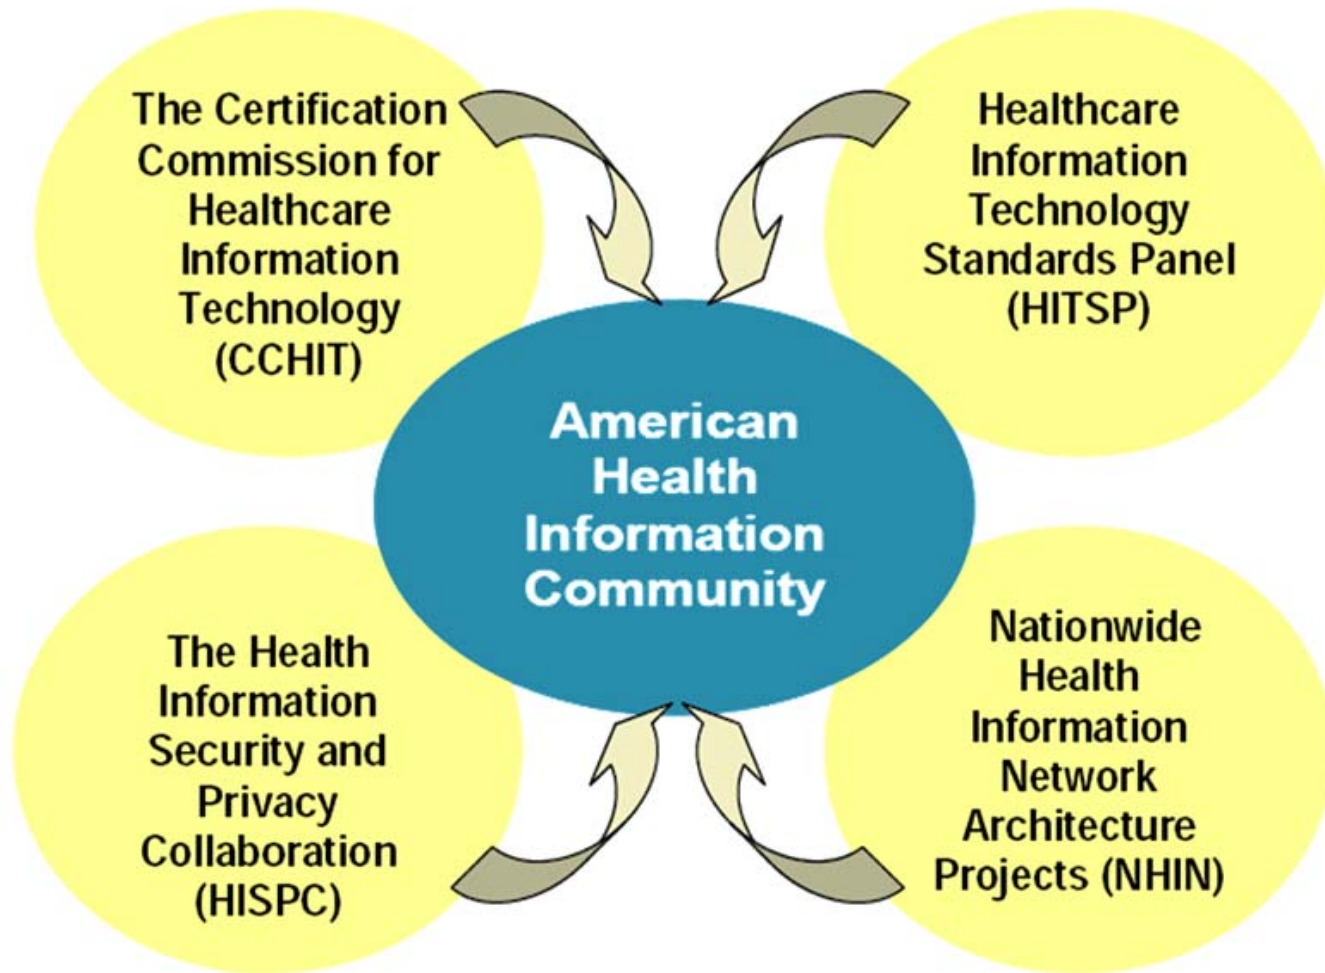 The Certification
Commission for
Healthcare
Information
Technology
(CCHIT)
Healthcare
Information
Technology
Standards Panel
(HITSP)
American
Health
Information
Community
The Health
Information
Security and
Privacy
Collaboration
(HISPC)
Nationwide
Health
Information
Network
Architecture
Projects (NHIN)